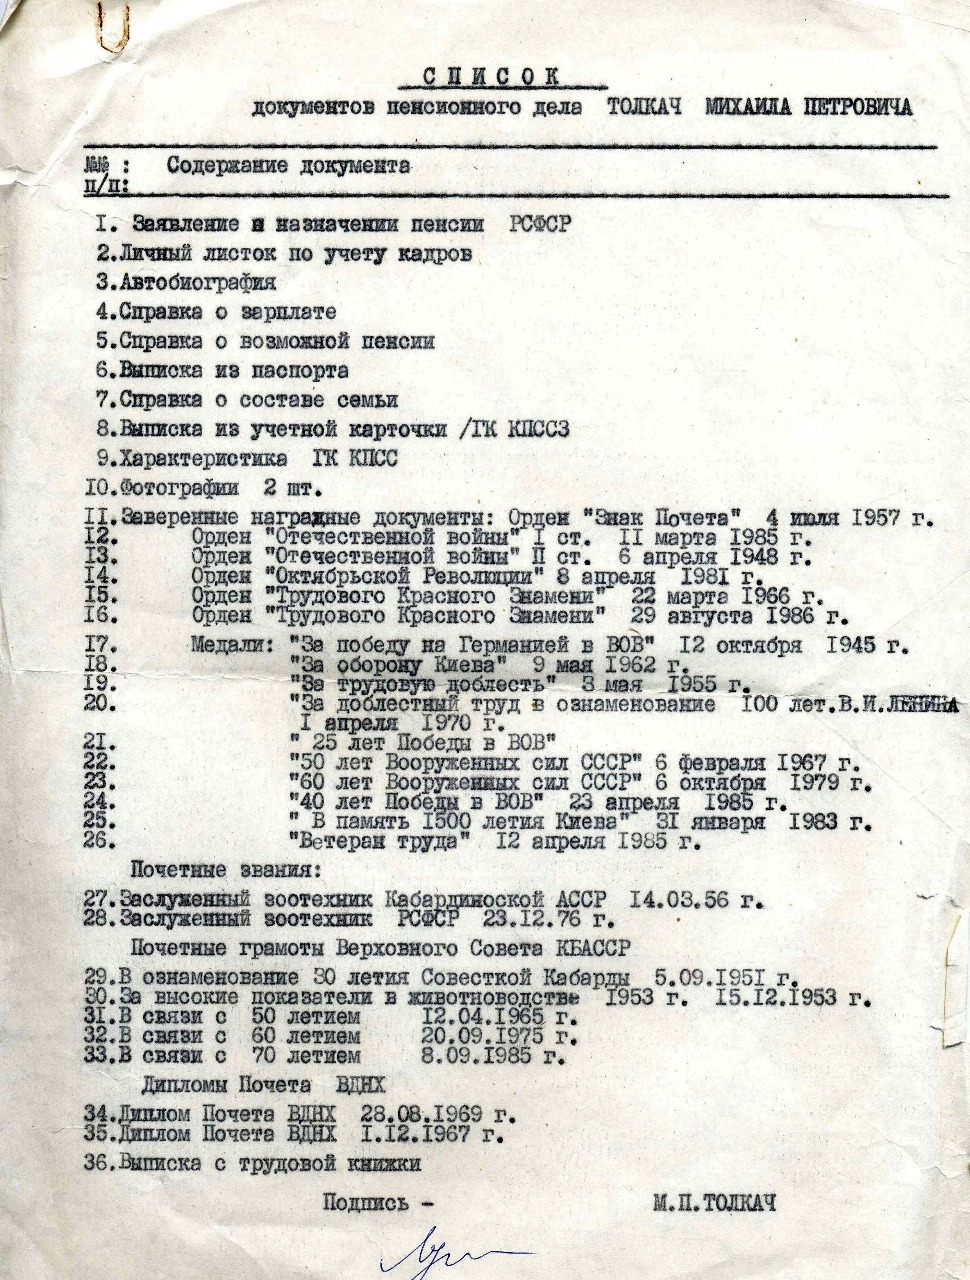 СПИСОК
документов пенсионного дела ТОЛКАЧ МИХАИЛА ПЕТРОВИЧА
№№ : Содержание документа
п/п:
I. Заявление о назначении пенсии РСФСР
2.Личный листок по учету кадров
3.Автобиография
4.Справка о зарплате
5.Справка о возможной пенсии
6.Выписка из паспорта
7.Справка о составе семьи
8.Выписка из учетной карточки /ГК КПСС3
9.Характеристика ГК КПСС
10.Фотографии 2 шт.
II.Заверенные наградные документы: Орден "Знак Почета" 4 июля I957 г.
I2. Орден "Отечественной войны" I ст. II марта I985 г.
I3. Орден "Отечественной войны" П ст. 6 апреля I948 г.
I4. Орден "Октябрьской Революции" 8 апреля I98I г.
I5. Орден "Трудового Красного Знамени" 22 марта I966 г.
I6. Орден "Трудового Красного Знамени" 29 августа I986 г.
I7. Медали: "За победу на Германией в ВОВ" I2 октября I945 г.
I8. "За оборону Киева" 9 мая I962 г.
I9. "За трудовую доблесть" 3 мая I955 г.
20. "За доблестный труд в ознаменование I00 лет.В.И.ЛЕНИНА
I апреля I970 г.
2I. " 25 лет Победы в ВОВ"
22. "50 лет Вооруженных сил СССР" 6 февраля I967 г.
23. "60 лет Вооруженных сил СССР" 6 октября I979 г.
24. "40 лет Победы в ВОВ" 23 апреля I985 г.
25. " В память I500 летия Киева" 3I января I983 г.
26. "Ветеран труда" I2 апреля I985 г.
Почетные звания:
27.Заслуженный зоотехник Кабардиноской АССР I4.03.56 г.
28.Заслуженный зоотехник РСФСР 23.I2.76 г.
Почетные грамоты Верховного Совета КБАССР
29.В ознаменование 30 летия Совесткой Кабарды 5.09.I95I г.
30.За высокие показатели в животноводстве I953 г. I5.I2.I953 г.
3I.В связи с 50 летием I2.04.I965 г.
32.В связи с 60 летием 20.09.I975 г.
33.В связи с 70 летием 8.09.I985 г.
Дипломы Почета ВДНХ
34.Диплом Почета ВДНХ 28.08.I969 г.
35.Диплом Почета ВДНХ I.I2.I967 г.
36.Выписка с трудовой книжки
Подпись - М.П.ТОЛКАЧ